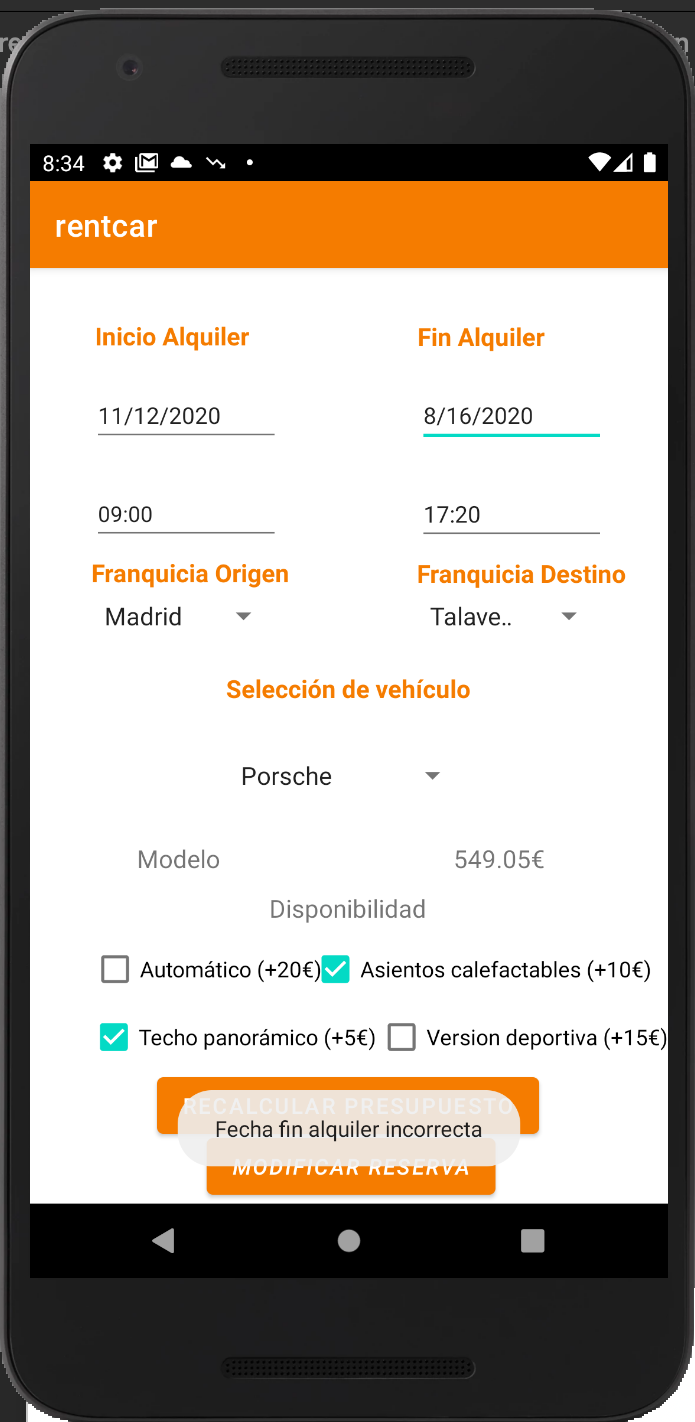 8:34
rentcar
Inicio Alquiler
Fin Alquiler
11/12/2020
8/16/2020
09:00
17:20
Franquicia Origen
Franquicia Destino
Madrid
Talave..
Selección de vehículo
Porsche
Modelo
549.05€
Disponibilidad
Automático (+20€)
Asientos calefactables (+10€)
Techo panorámico (+5€)
Version deportiva (+15€)
RECALCULAR PRESUPUESTO
Fecha fin alquiler incorrecta
MODIFICAR RESERVA